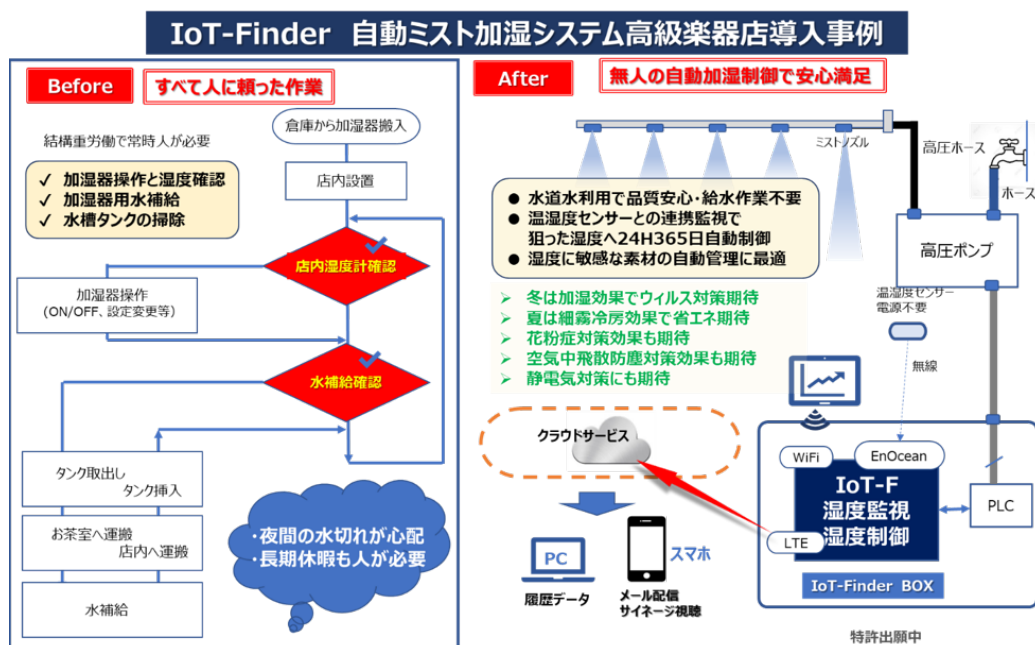 IoT-Finder 自動ミスト加湿システム高級楽器店導入事例
Before
すべて人に頼った作業
結構重労働で常時人が必要
✓ 加湿器操作と湿度確認
✓ 加湿器用水補給
✓ 水槽タンクの掃除
倉庫から加湿器搬入
店内設置
店内湿度計確認
加湿器操作
(ON/OFF、設定変更等)
水補給確認
タンク取出し
タンク挿入
お茶室へ運搬
店内へ運搬
水補給
・夜間の水切れが心配
・長期休暇も人が必要
After
無人の自動加湿制御で安心満足
ミストノズル
高圧ホース
ホース
● 水道水利用で品質安心・給水作業不要
● 温湿度センサーとの連携監視で
狙った湿度へ24H365日自動制御
● 湿度に敏感な素材の自動管理に最適
高圧ポンプ
➢ 冬は加湿効果でウィルス対策期待
➢ 夏は細霧冷房効果で省エネ期待
➢ 花粉症対策効果も期待
➢ 空気中飛散防塵対策効果も期待
➢ 静電気対策にも期待
温湿度センサー
電源不要
無線
クラウドサービス
WiFi
EnOcean
IoT-F
湿度監視
湿度制御
LTE
PLC
IoT-Finder BOX
PC
履歴データ
スマホ
メール配信
サイネージ視聴
特許出願中